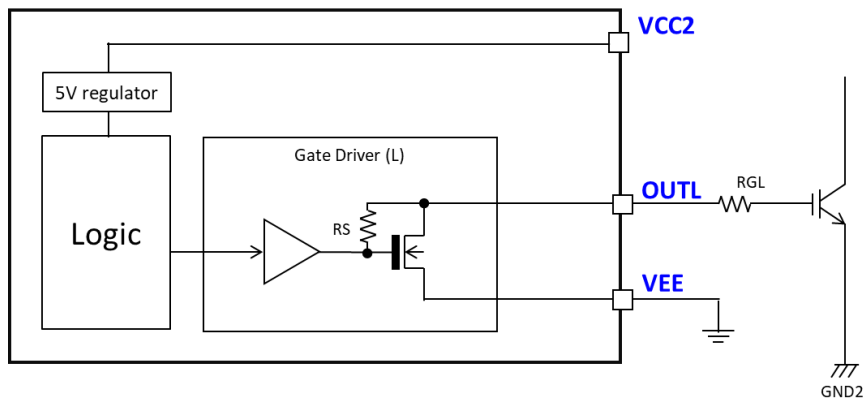 VCC2
5V regulator
Gate Driver (L)
Logic
RS
OUTL
RGL
VEE
GND2